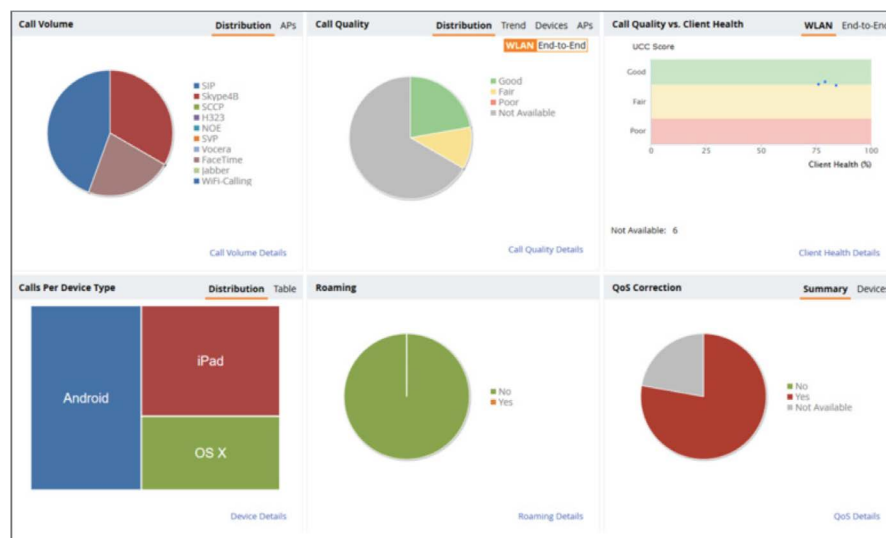 Call Volume
Distribution APs
SIP
Skype4B
SCCP
H323
NOE
SVP
Vocera
FaceTime
Jabber
WiFi-Calling
Call Volume Details
Call Quality
Distribution Trend Devices APs
WLAN End-to-End
Good
Fair
Poor
Not Available
Call Quality Details
Call Quality vs. Client Health
WLAN End-to-End
UCC Score
Good
Fair
Poor
0 25 50 75 100
Client Health (%)
Not Available: 6
Client Health Details
Calls Per Device Type
Distribution Table
Android
iPad
OS X
Device Details
Roaming
No
Yes
Roaming Details
QoS Correction
Summary Devices
No
Yes
Not Available
QoS Details